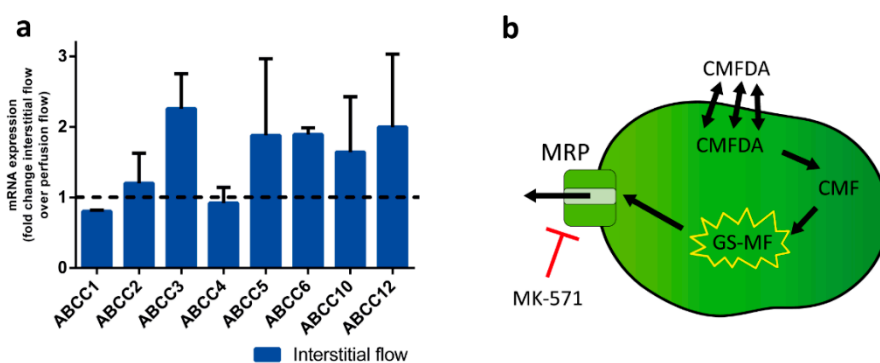 a
mRNA expression
(fold change interstitial flow
over perfusion flow)
3
2
1
0
ABCC1
ABCC2
ABCC3
ABCC4
ABCC5
ABCC6
ABCC10
ABCC12
Interstitial flow
b
CMFDA
CMFDA
MRP
CMF
GS-MF
MK-571